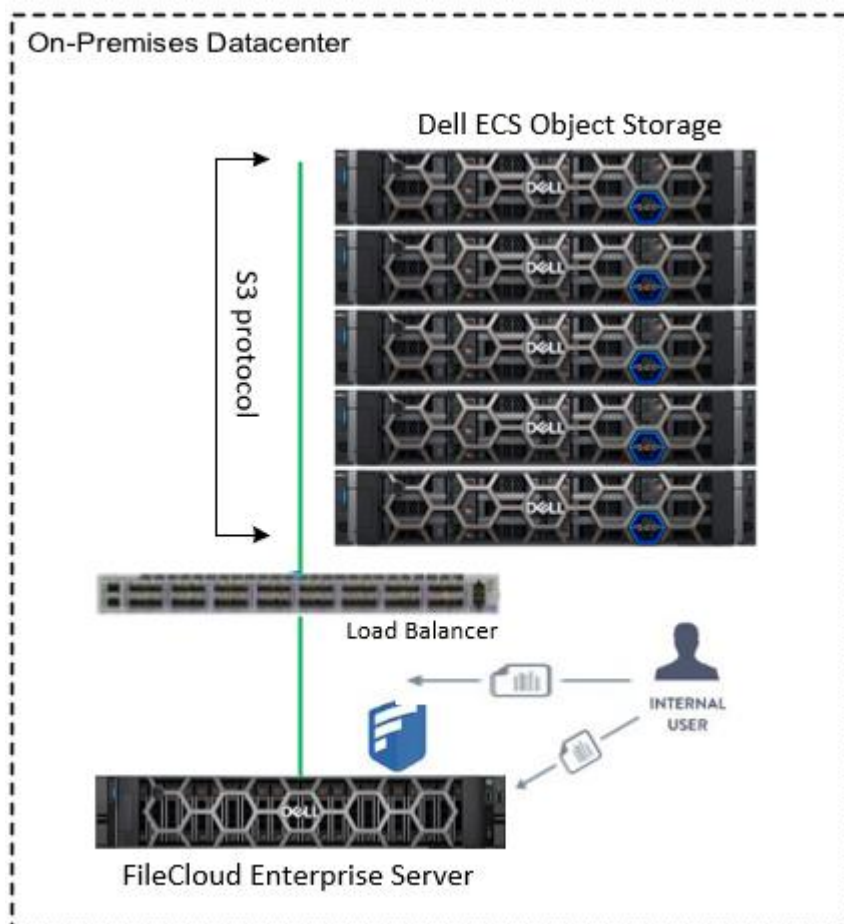 On-Premises Datacenter
Dell ECS Object Storage
DELL
DELL
DELL
DELL
DELL
S3 protocol
Load Balancer
INTERNAL
USER
DELL
FileCloud Enterprise Server